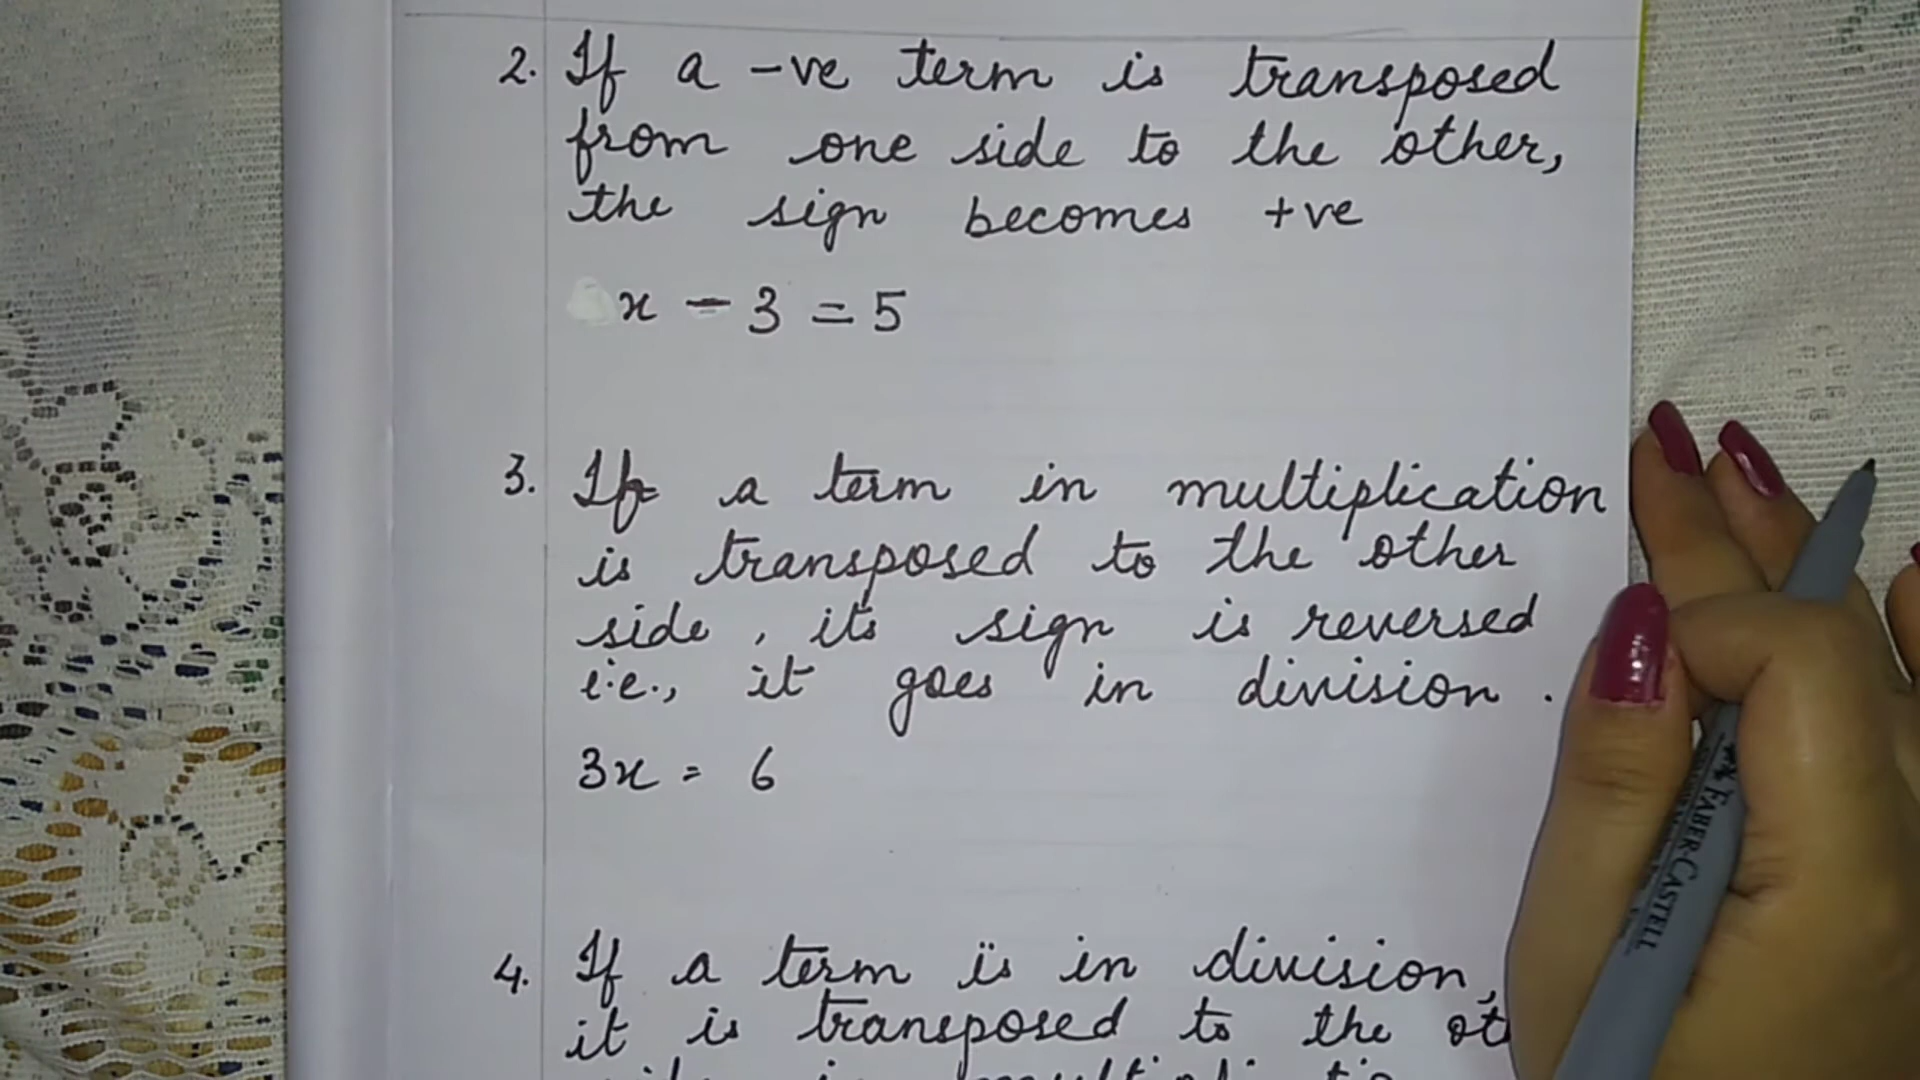 2. If a -ve term is transposed
from one side to the other,
the sign becomes +ve
x - 3 = 5
3. If a term in multiplication
is transposed to the other
side, its sign is reversed
i.e., it goes in division.
3x = 6
4. If a term is in division,
it is transposed to the
FABER-CASTELL